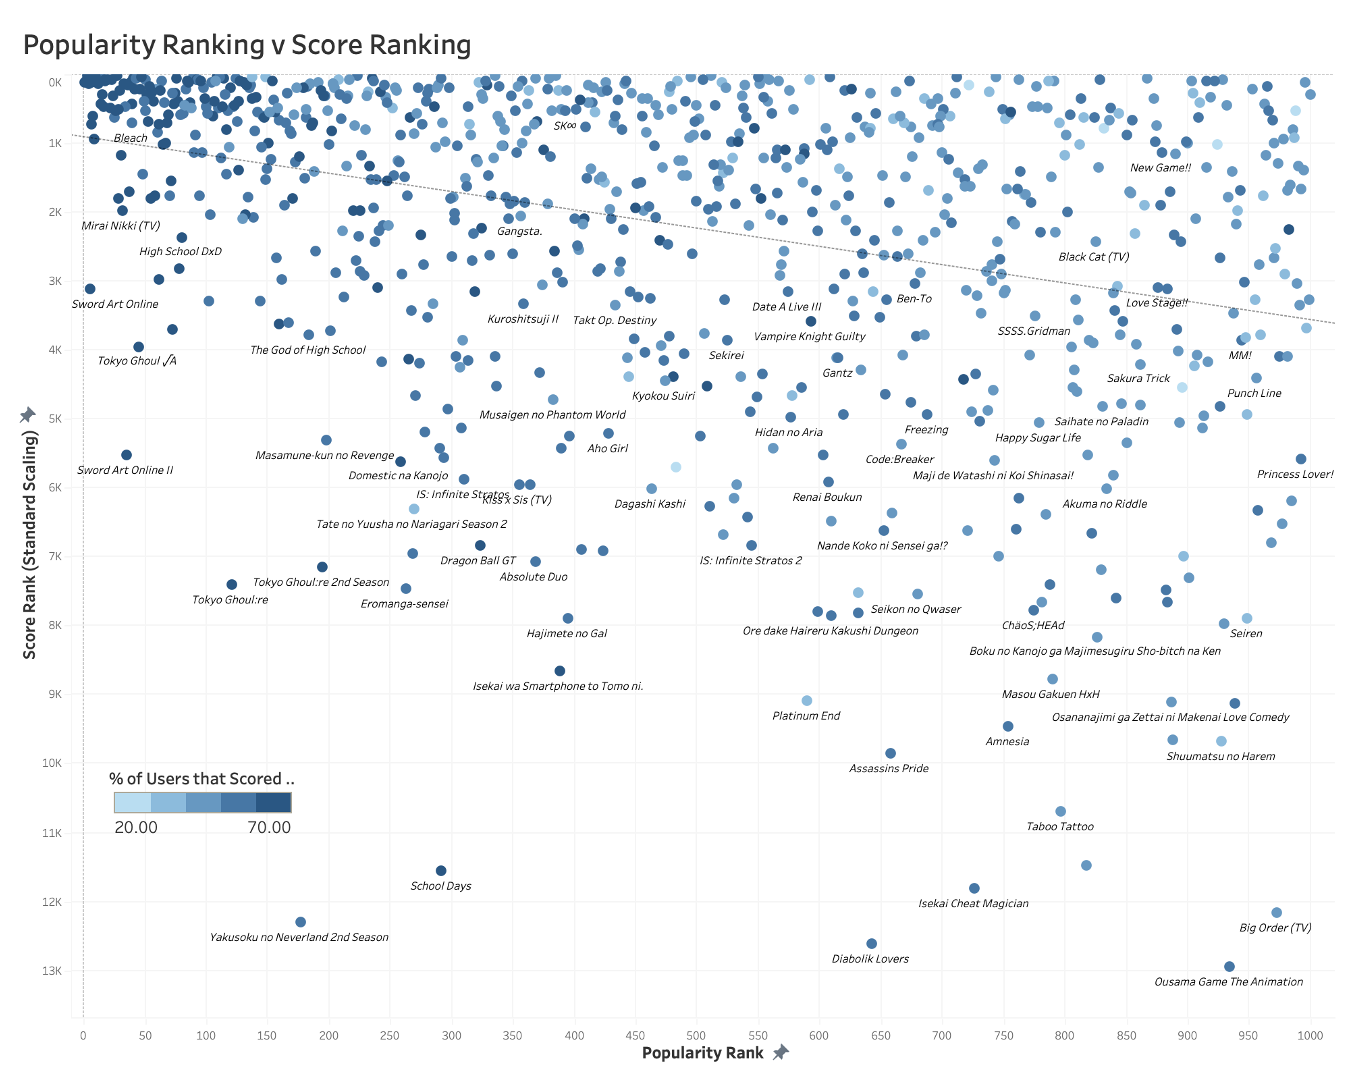 Popularity Ranking v Score Ranking
0K
SK∞
Bleach
1K
New Game!!
2K
Mirai Nikki (TV)
Gangsta.
High School DxD
Black Cat (TV)
3K
Sword Art Online
Ben-To
Love Stage!!
Date A Live III
Kuroshitsuji II
Takt Op. Destiny
SSSS.Gridman
Vampire Knight Guilty
4K
The God of High School
Sekirei
MM!
Tokyo Ghoul √A
Gantz
Sakura Trick
Kyokou Suiri
Punch Line
5K
Musaigen no Phantom World
Saihate no Paladin
Hidan no Aria
Freezing
Happy Sugar Life
Aho Girl
Masamune-kun no Revenge
Code:Breaker
Sword Art Online II
Domestic na Kanojo
Maji de Watashi ni Koi Shinasai!
Princess Lover!
6K
IS: Infinite Stratos
Kiss x Sis (TV)
Dagashi Kashi
Renai Boukun
Akuma no Riddle
Tate no Yuusha no Nariagari Season 2
Nande Koko ni Sensei ga!?
7K
Dragon Ball GT
IS: Infinite Stratos 2
Tokyo Ghoul:re 2nd Season
Absolute Duo
Tokyo Ghoul:re
Eromanga-sensei
Seikon no Qwaser
8K
Hajimete no Gal
Ore dake Haireru Kakushi Dungeon
ChäoS;HEAd
Seiren
Boku no Kanojo ga Majimesugiru Sho-bitch na Ken
Isekai wa Smartphone to Tomo ni.
9K
Masou Gakuen HxH
Platinum End
Osananajimi ga Zettai ni Makenai Love Comedy
Amnesia
10K
Assassins Pride
Shuumatsu no Harem
% of Users that Scored ..
20.00 70.00
11K
Taboo Tattoo
School Days
12K
Isekai Cheat Magician
Yakusoku no Neverland 2nd Season
Big Order (TV)
13K
Diabolik Lovers
Ousama Game The Animation
Score Rank (Standard Scaling)
0 50 100 150 200 250 300 350 400 450 500 550 600 650 700 750 800 850 900 950 1000
Popularity Rank